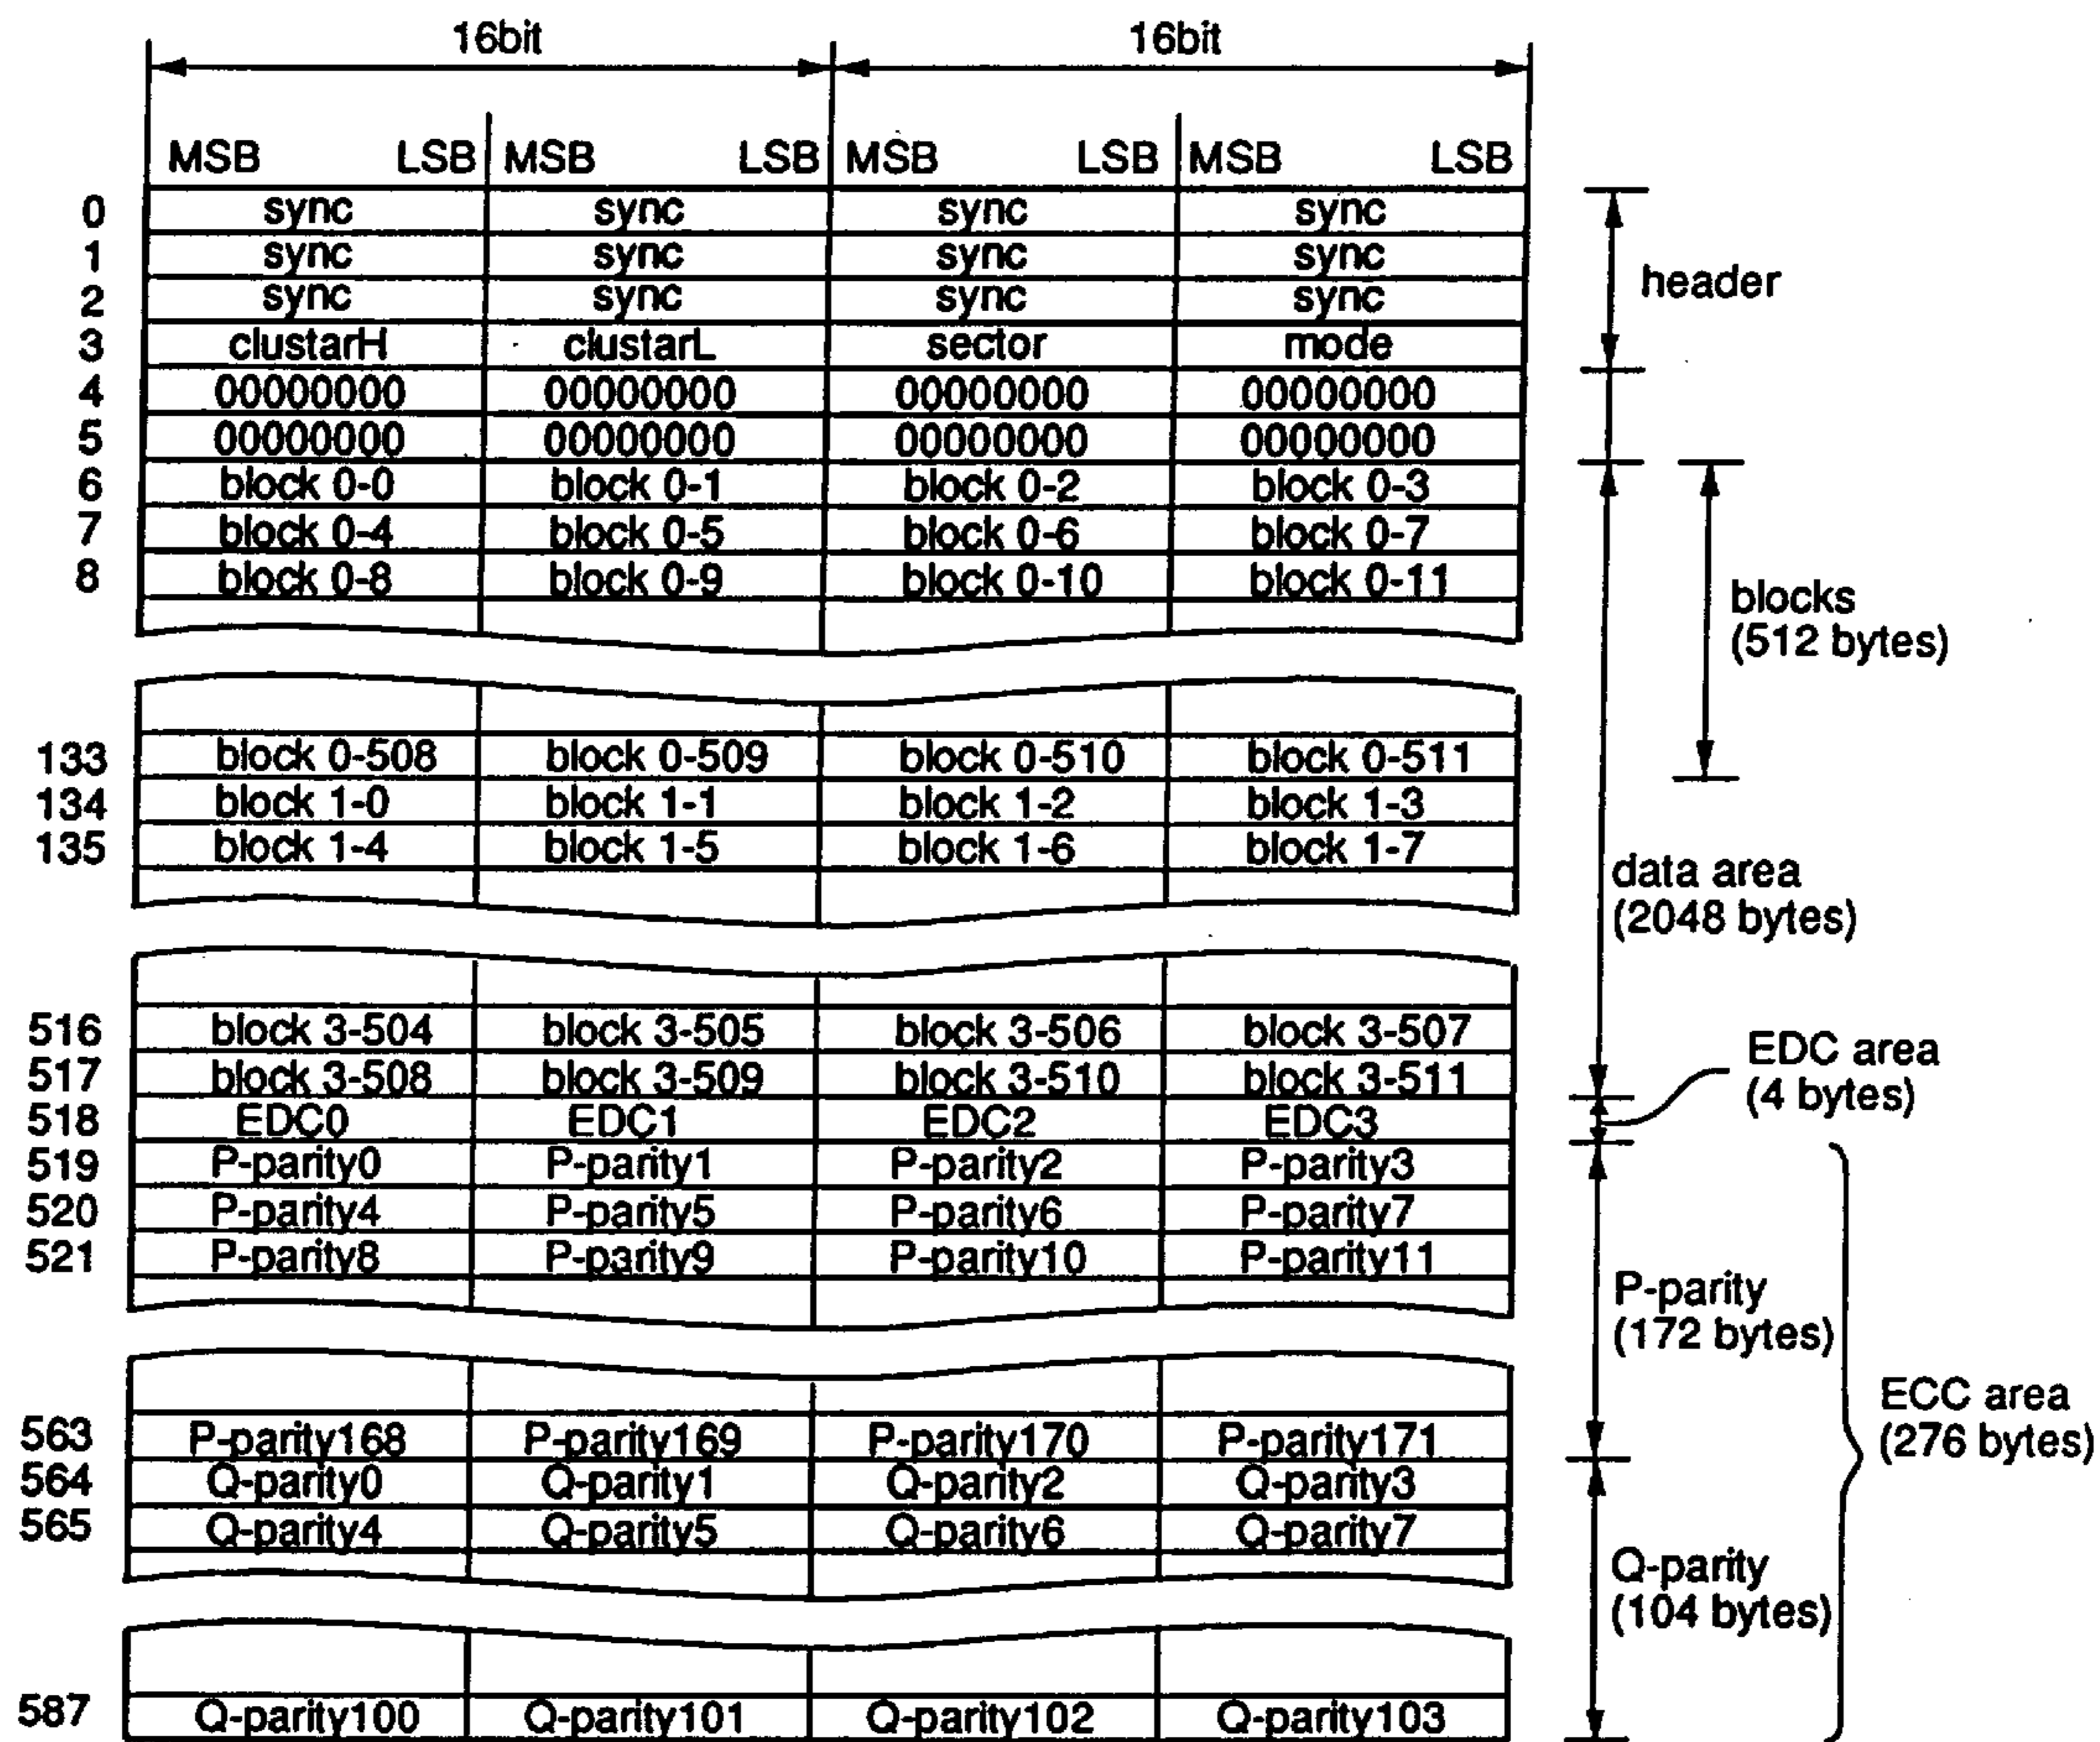 16bit 16bit
MSB LSB MSB LSB MSB LSB MSB LSB
0 sync sync sync sync
1 sync sync sync sync
2 sync sync sync sync
header
3 clustarH clustarL sector mode
4 00000000 00000000 00000000 00000000
5 00000000 00000000 00000000 00000000
6 block 0-0 block 0-1 block 0-2 block 0-3
7 block 0-4 block 0-5 block 0-6 block 0-7
8 block 0-8 block 0-9 block 0-10 block 0-11
blocks
(512 bytes)
133 block 0-508 block 0-509 block 0-510 block 0-511
134 block 1-0 block 1-1 block 1-2 block 1-3
135 block 1-4 block 1-5 block 1-6 block 1-7
data area
(2048 bytes)
516 block 3-504 block 3-505 block 3-506 block 3-507
517 block 3-508 block 3-509 block 3-510 block 3-511
EDC area
(4 bytes)
518 EDC0 EDC1 EDC2 EDC3
519 P-parity0 P-parity1 P-parity2 P-parity3
520 P-parity4 P-parity5 P-parity6 P-parity7
521 P-parity8 P-parity9 P-parity10 P-parity11
P-parity
(172 bytes)
ECC area
(276 bytes)
563 P-parity168 P-parity169 P-parity170 P-parity171
564 Q-parity0 Q-parity1 Q-parity2 Q-parity3
565 Q-parity4 Q-parity5 Q-parity6 Q-parity7
Q-parity
(104 bytes)
587 Q-parity100 Q-parity101 Q-parity102 Q-parity103